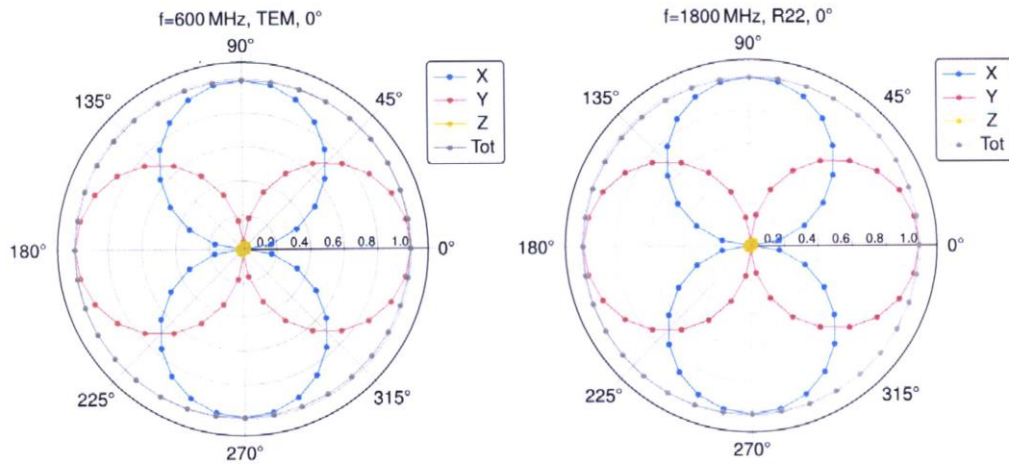 f=600 MHz, TEM, 0°
90°
135°
45°
X
Y
Z
Tot
180°
0.2 0.4 0.6 0.8 1.0
0°
225°
315°
270°
f=1800 MHz, R22, 0°
90°
135°
45°
X
Y
Z
Tot
180°
0.2 0.4 0.6 0.8 1.0
0°
225°
315°
270°